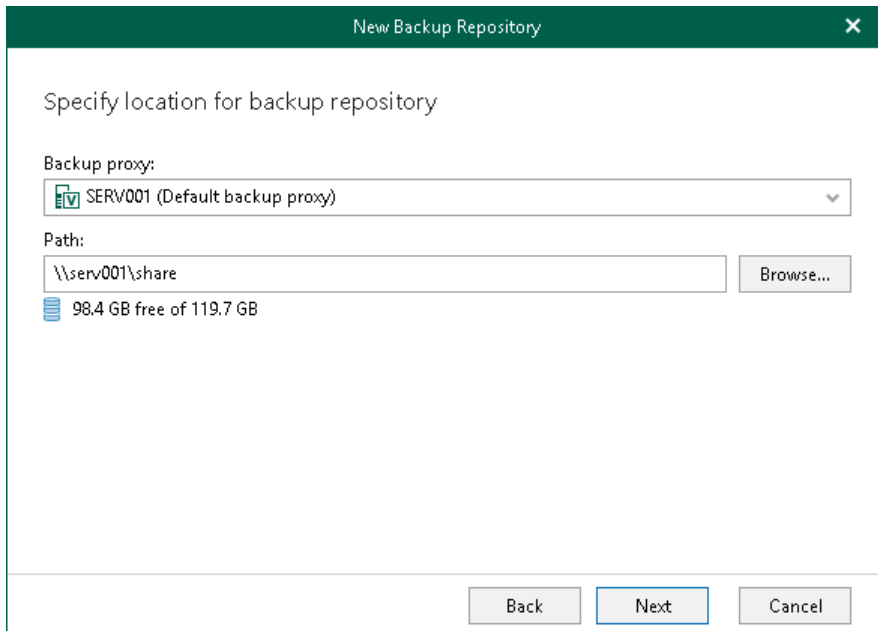 New Backup Repository
Specify location for backup repository
Backup proxy:
SERV001 (Default backup proxy)
Path:
\\serv001\share
Browse...
98.4 GB free of 119.7 GB
Back
Next
Cancel